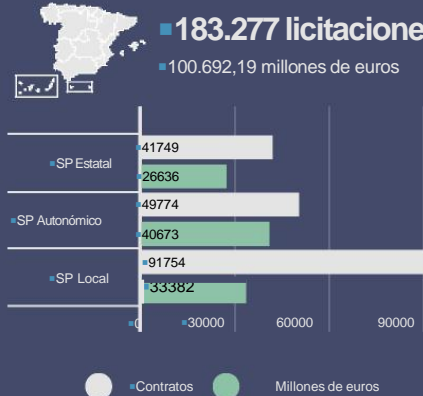 183.277 licitacione
100.692,19 millones de euros
41749
SP Estatal
26636
49774
SP Autonómico
40673
91754
SP Local
33382
0 30000 60000 90000
Contratos Millones de euros